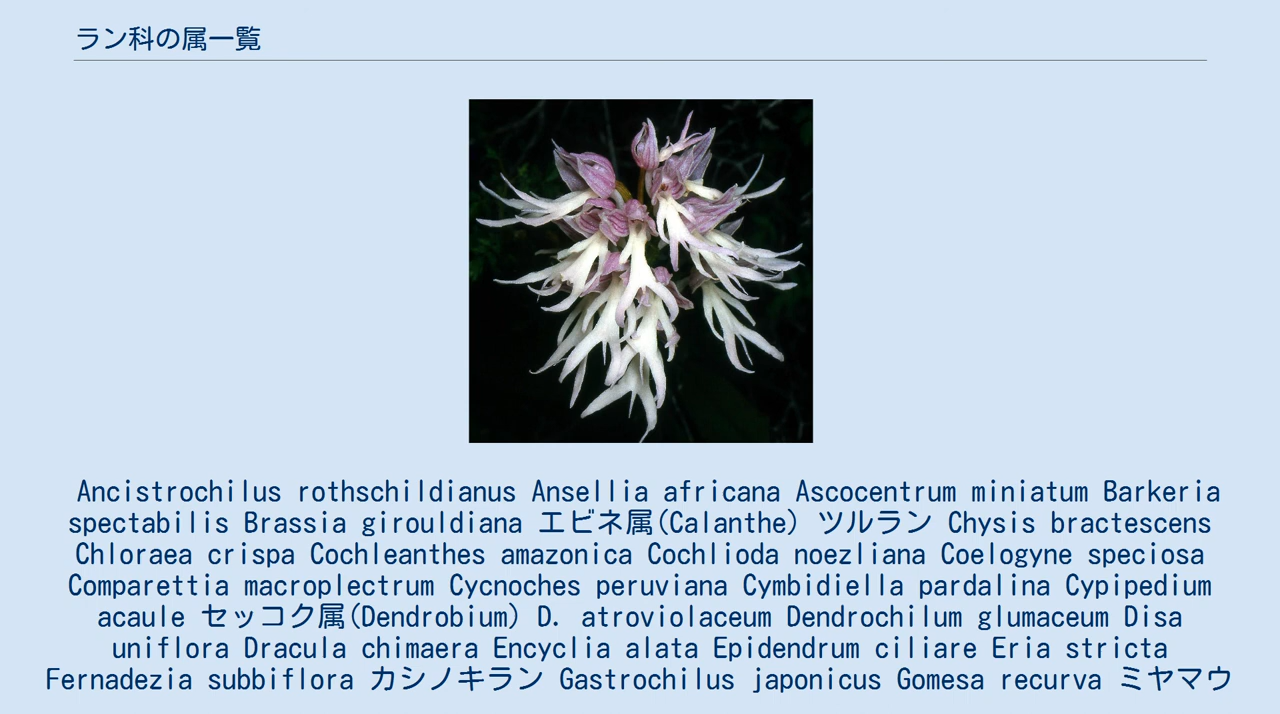 ラン科の属一覧
Ancistrochilus rothschildianus Ansellia africana Ascocentrum miniatum Barkeria
spectabilis Brassia girouldiana エビネ属(Calanthe) ツルラン Chysis bractescens
Chloraea crispa Cochleanthes amazonica Cochlioda noezliana Coelogyne speciosa
Comparettia macroplectrum Cycnoches peruviana Cymbidiella pardalina Cypipedium
acaule セッコク属(Dendrobium) D. atroviolaceum Dendrochilum glumaceum Disa
uniflora Dracula chimaera Encyclia alata Epidendrum ciliare Eria stricta
Fernadezia subbiflora カシノキラン Gastrochilus japonicus Gomesa recurva ミヤマウ